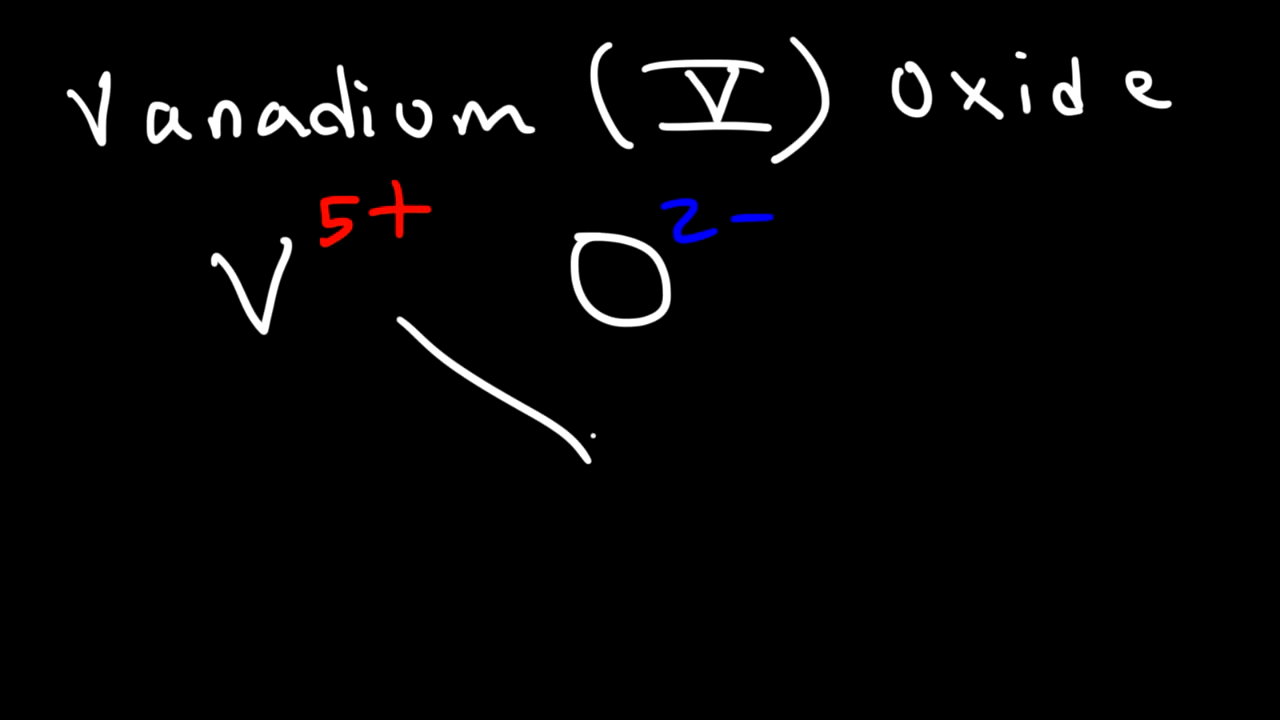 Vanadium (V) Oxide
V⁵⁺ O²⁻